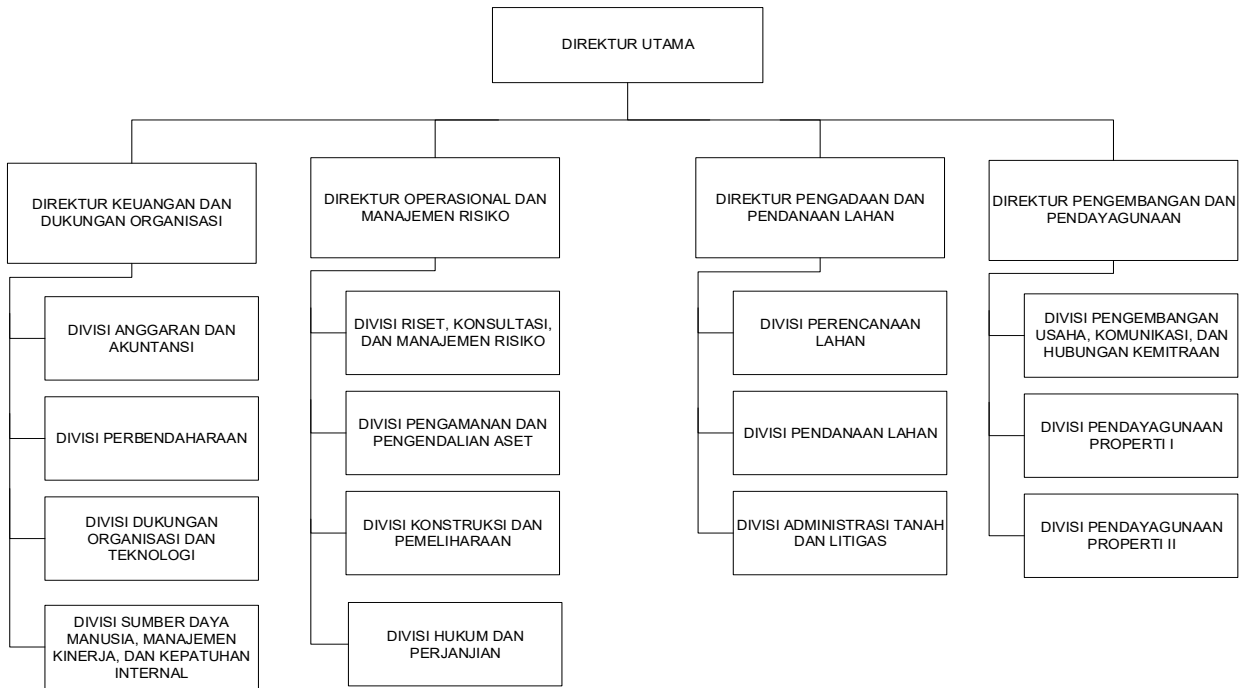 DIREKTUR UTAMA
DIREKTUR KEUANGAN DAN
DUKUNGAN ORGANISASI
DIVISI ANGGARAN DAN
AKUNTANSI
DIVISI PERBENDAHARAAN
DIVISI DUKUNGAN
ORGANISASI DAN
TEKNOLOGI
DIVISI SUMBER DAYA
MANUSIA, MANAJEMEN
KINERJA, DAN KEPATUHAN
INTERNAL
DIREKTUR OPERASIONAL DAN
MANAJEMEN RISIKO
DIVISI RISET, KONSULTASI,
DAN MANAJEMEN RISIKO
DIVISI PENGAMANAN DAN
PENGENDALIAN ASET
DIVISI KONSTRUKSI DAN
PEMELIHARAAN
DIVISI HUKUM DAN
PERJANJIAN
DIREKTUR PENGADAAN DAN
PENDANAAN LAHAN
DIVISI PERENCANAAN
LAHAN
DIVISI PENDANAAN LAHAN
DIVISI ADMINISTRASI TANAH
DAN LITIGAS
DIREKTUR PENGEMBANGAN DAN
PENDAYAGUNAAN
DIVISI PENGEMBANGAN
USAHA, KOMUNIKASI, DAN
HUBUNGAN KEMITRAAN
DIVISI PENDAYAGUNAAN
PROPERTI I
DIVISI PENDAYAGUNAAN
PROPERTI II